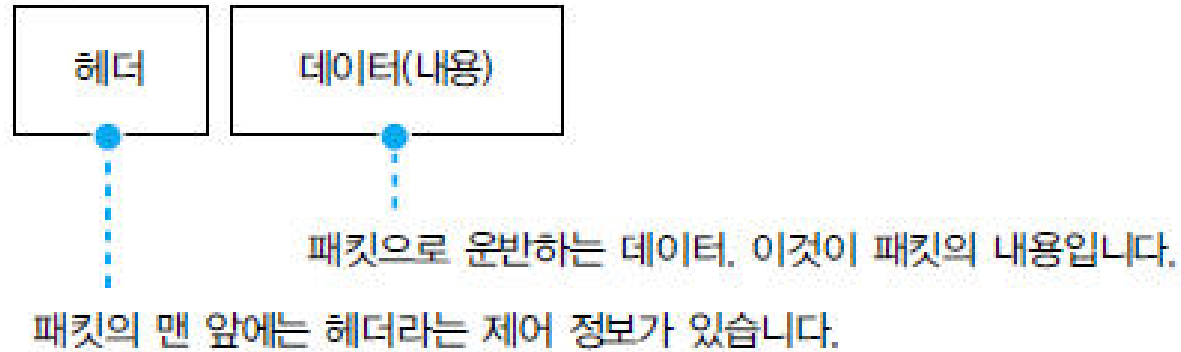 헤더
데이터(내용)
패킷으로 운반하는 데이터. 이것이 패킷의 내용입니다.
패킷의 맨 앞에는 헤더라는 제어 정보가 있습니다.